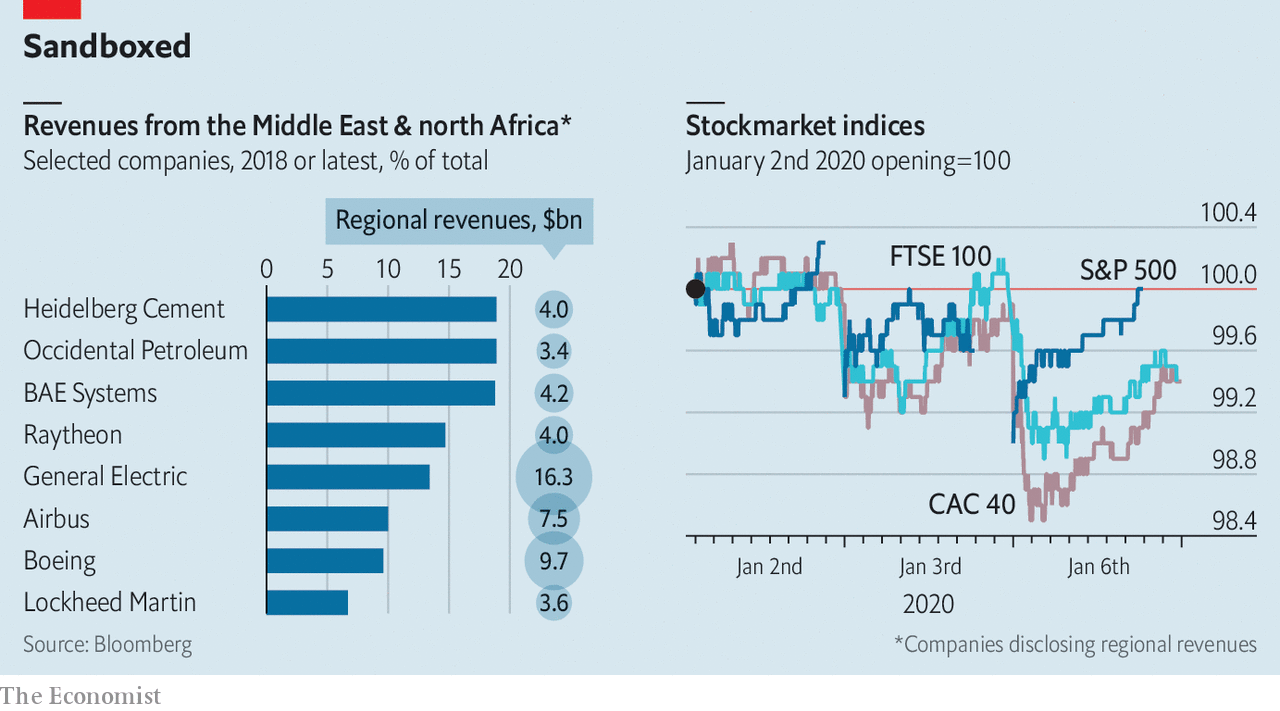 Sandboxed
Revenues from the Middle East & north Africa*
Selected companies, 2018 or latest, % of total
Regional revenues, $bn
0 5 10 15 20
Heidelberg Cement 4.0
Occidental Petroleum 3.4
BAE Systems 4.2
Raytheon 4.0
General Electric 16.3
Airbus 7.5
Boeing 9.7
Lockheed Martin 3.6
Source: Bloomberg
Stockmarket indices
January 2nd 2020 opening=100
100.4
FTSE 100
S&P 500
100.0
99.6
99.2
98.8
CAC 40
98.4
Jan 2nd Jan 3rd Jan 6th
2020
*Companies disclosing regional revenues
The Economist